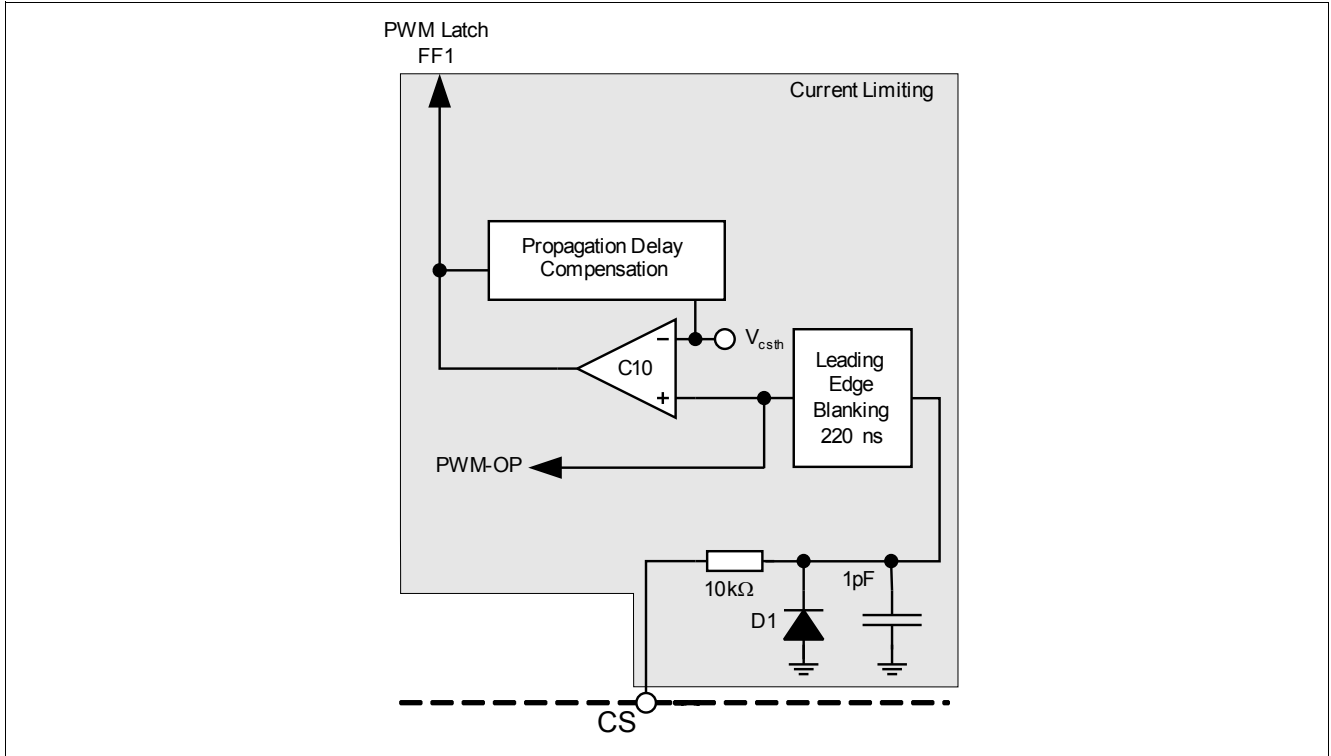 PWM Latch
FF1
Current Limiting
Propagation Delay
Compensation
−
Vcsth
C10
+
Leading
Edge
Blanking
220 ns
PWM-OP
10kΩ
1pF
D1
CS